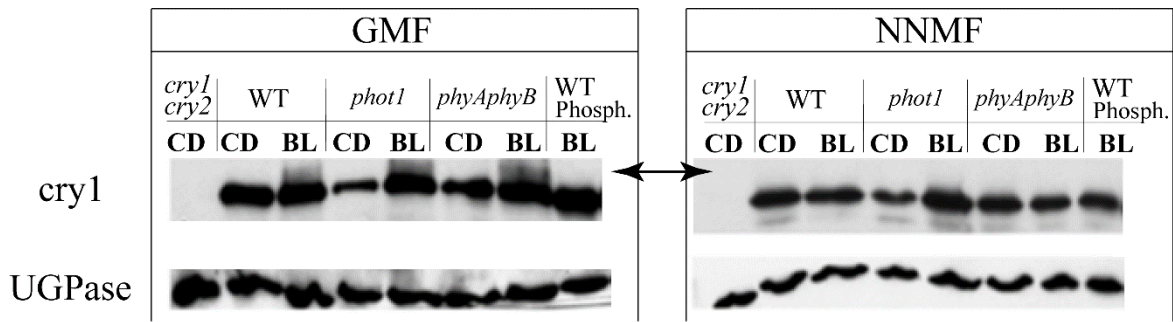 GMF
cry1 cry2 WT phot1 phyAphyB WT Phosph.
CD CD BL CD BL CD BL BL
NNMF
cry1 cry2 WT phot1 phyAphyB WT Phosph.
CD CD BL CD BL CD BL BL
cry1
UGPase